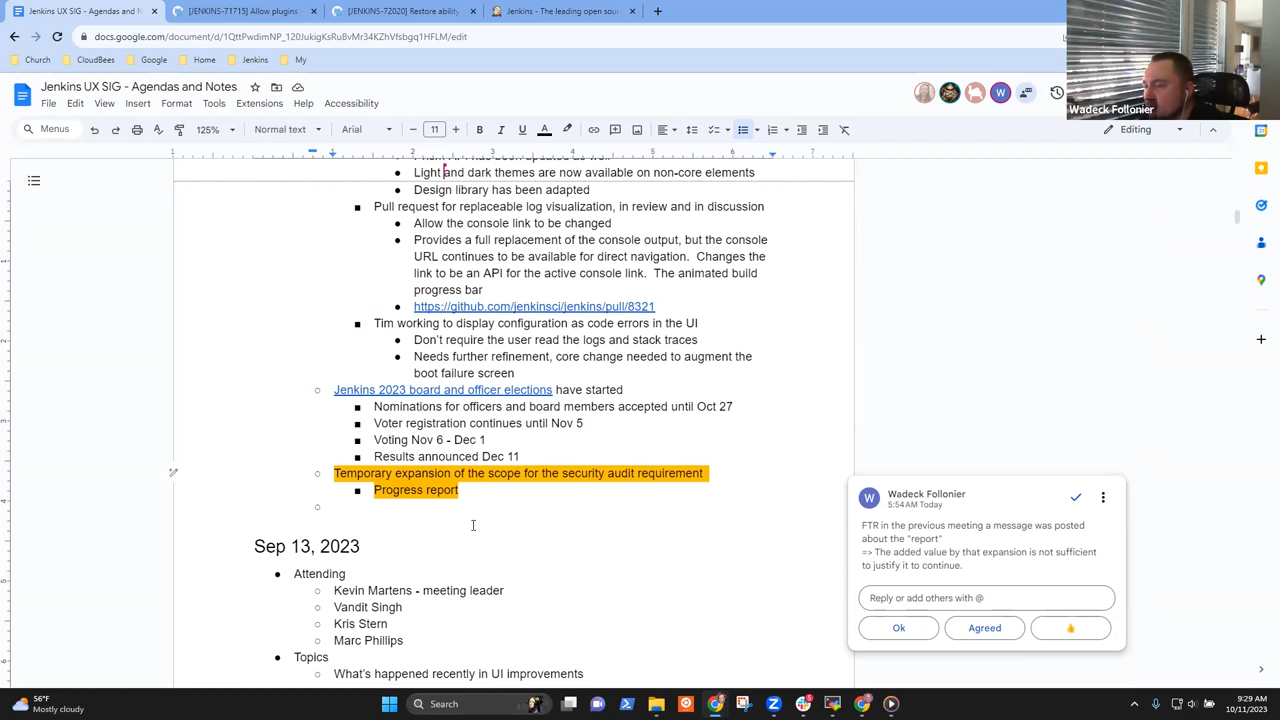 Jenkins UX SIG - Agendas and No
[JENKINS-71715] Allow plugins
[JENKINS-72020] Restore ability
Jenkins - The leading open sou
docs.google.com/document/d/1QttPwdimNP_120JukigKsRuBvMr34KZhVfsbgq1HFLM/edit
Church
CloudBees
Google
Home
Jenkins
My
Jenkins UX SIG - Agendas and Notes
File Edit View Insert Format Tools Extensions Help Accessibility
W
Wadeck Follonier
Menus
125%
Normal text
Arial
11
B I U A
Editing
1 1 2 3 4 5 6 7
Light and dark themes are now available on non-core elements
Design library has been adapted
Pull request for replaceable log visualization, in review and in discussion
Allow the console link to be changed
Provides a full replacement of the console output, but the console
URL continues to be available for direct navigation. Changes the
link to be an API for the active console link. The animated build
progress bar
https://github.com/jenkinsci/jenkins/pull/8321
Tim working to display configuration as code errors in the UI
Don't require the user read the logs and stack traces
Needs further refinement, core change needed to augment the
boot failure screen
Jenkins 2023 board and officer elections have started
Nominations for officers and board members accepted until Oct 27
Voter registration continues until Nov 5
Voting Nov 6 - Dec 1
Results announced Dec 11
Temporary expansion of the scope for the security audit requirement
Progress report
Sep 13, 2023
Attending
Kevin Martens - meeting leader
Vandit Singh
Kris Stern
Marc Phillips
Topics
What's happened recently in UI improvements
W
Wadeck Follonier
5:54 AM Today
FTR in the previous meeting a message was posted
about the "report"
=> The added value by that expansion is not sufficient
to justify it to continue.
Reply or add others with @
Ok
Agreed
56°F
Mostly cloudy
Search
9:29 AM
10/11/2023